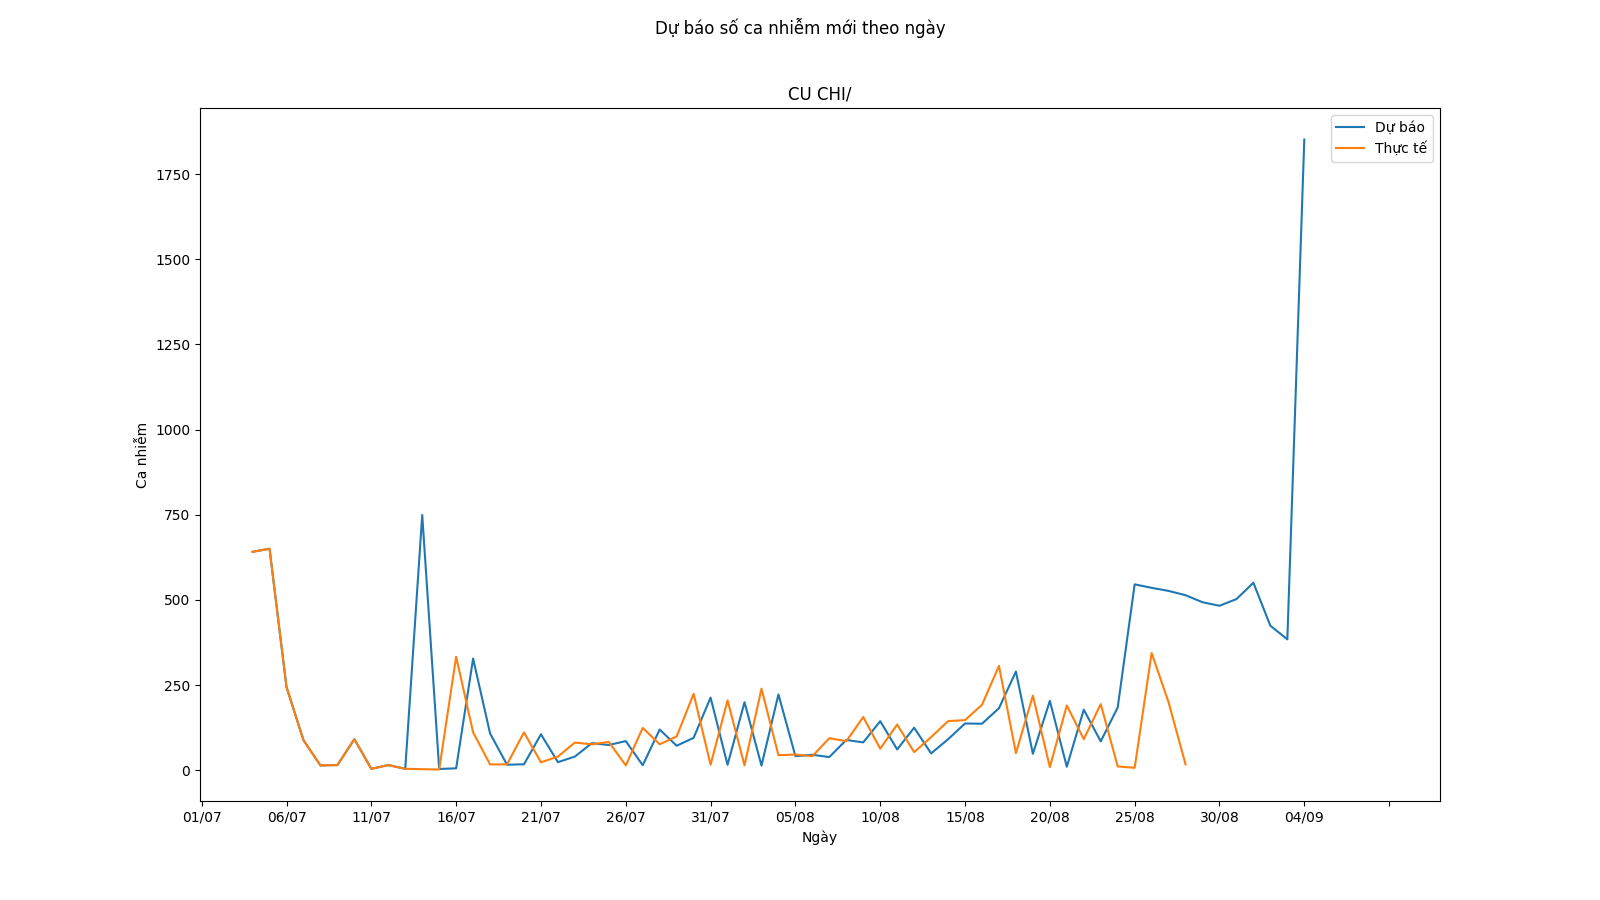 Dự báo số ca nhiễm mới theo ngày
CU CHI/
Dự báo
Thực tế
1750
1500
1250
1000
750
500
250
0
Ca nhiễm
01/07 06/07 11/07 16/07 21/07 26/07 31/07 05/08 10/08 15/08 20/08 25/08 30/08 04/09
Ngày